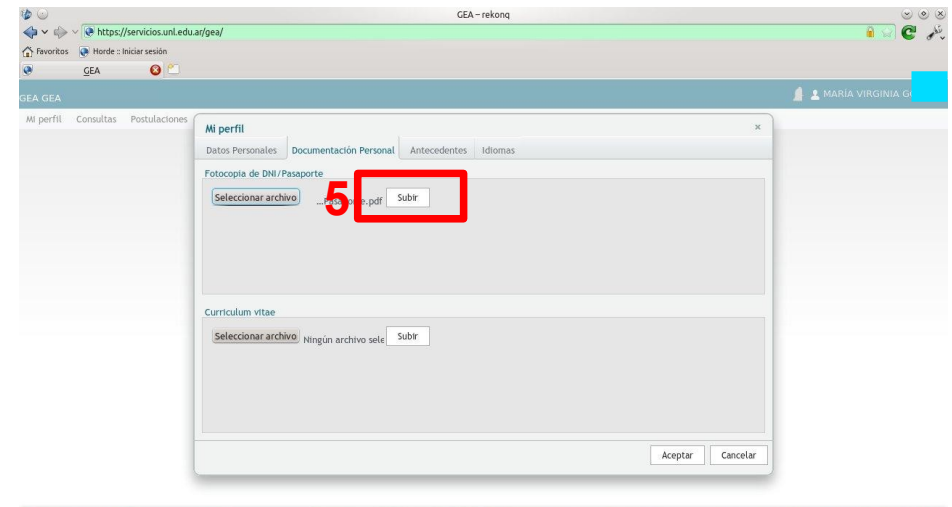 GEA – rekonq
https://servicios.unl.edu.ar/gea/
Favoritos Horde :: Iniciar sesión
GEA
GEA GEA MARÍA VIRGINIA
Mi perfil Consultas Postulaciones
Mi perfil
Datos Personales Documentación Personal Antecedentes Idiomas
Fotocopia de DNI/Pasaporte
Seleccionar archivo 5 Subir
Curriculum vitae
Seleccionar archivo Ningún archivo sele Subir
Aceptar Cancelar